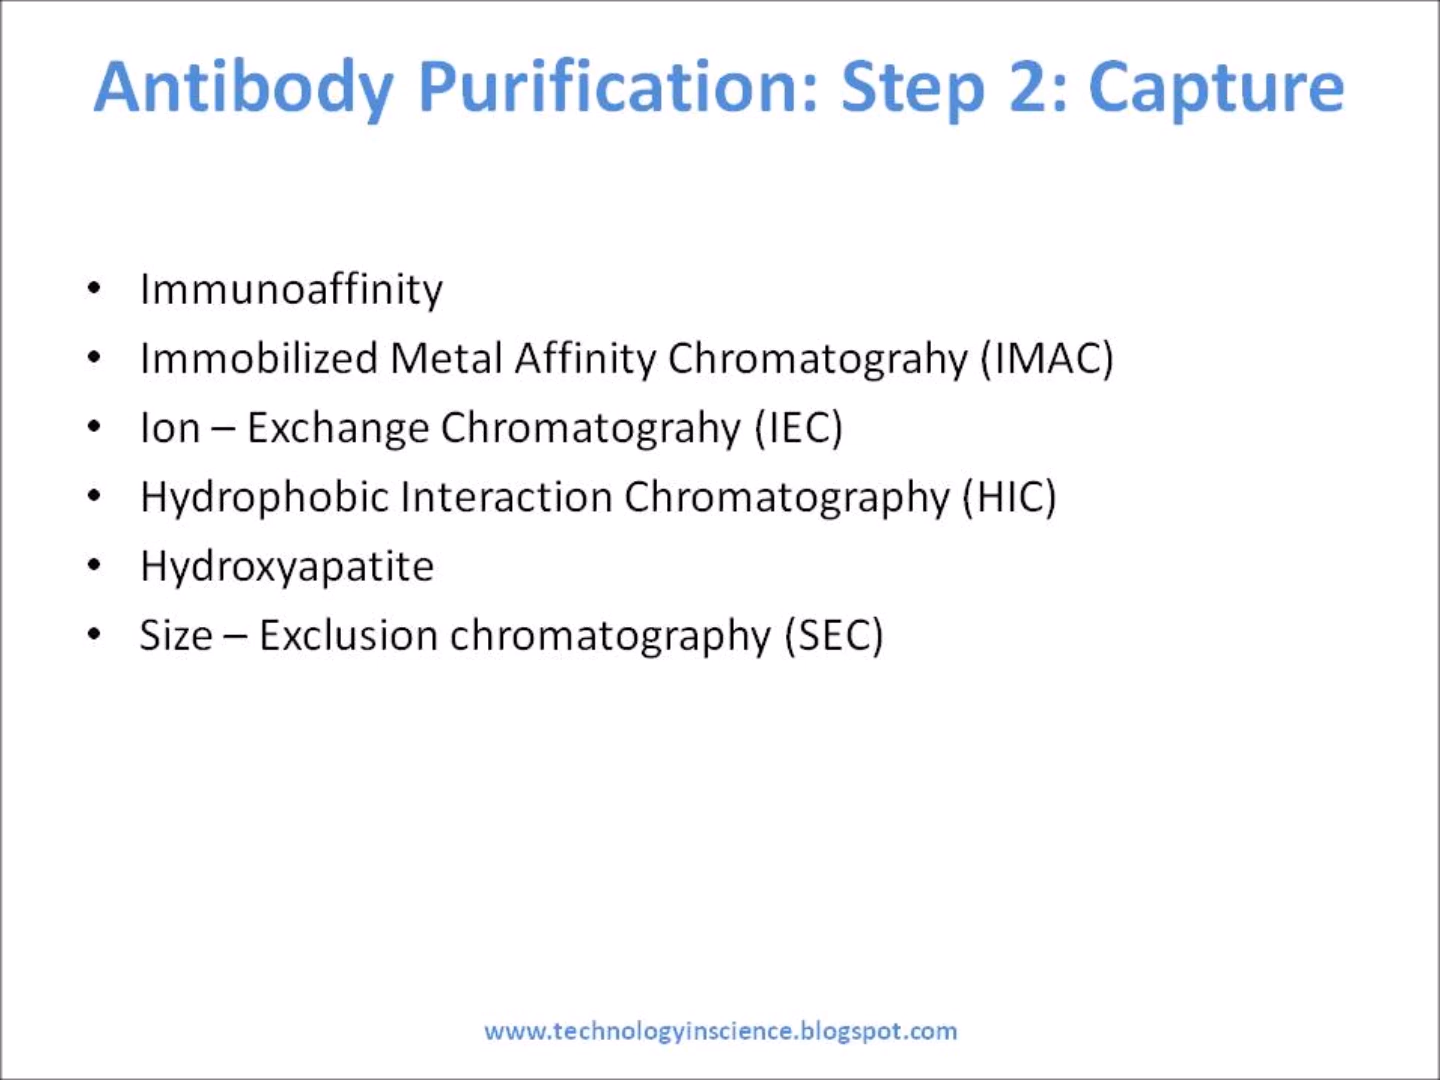 Antibody Purification: Step 2: Capture
• Immunoaffinity
• Immobilized Metal Affinity Chromatograhy (IMAC)
• Ion – Exchange Chromatograhy (IEC)
• Hydrophobic Interaction Chromatography (HIC)
• Hydroxyapatite
• Size – Exclusion chromatography (SEC)
www.technologyinscience.blogspot.com